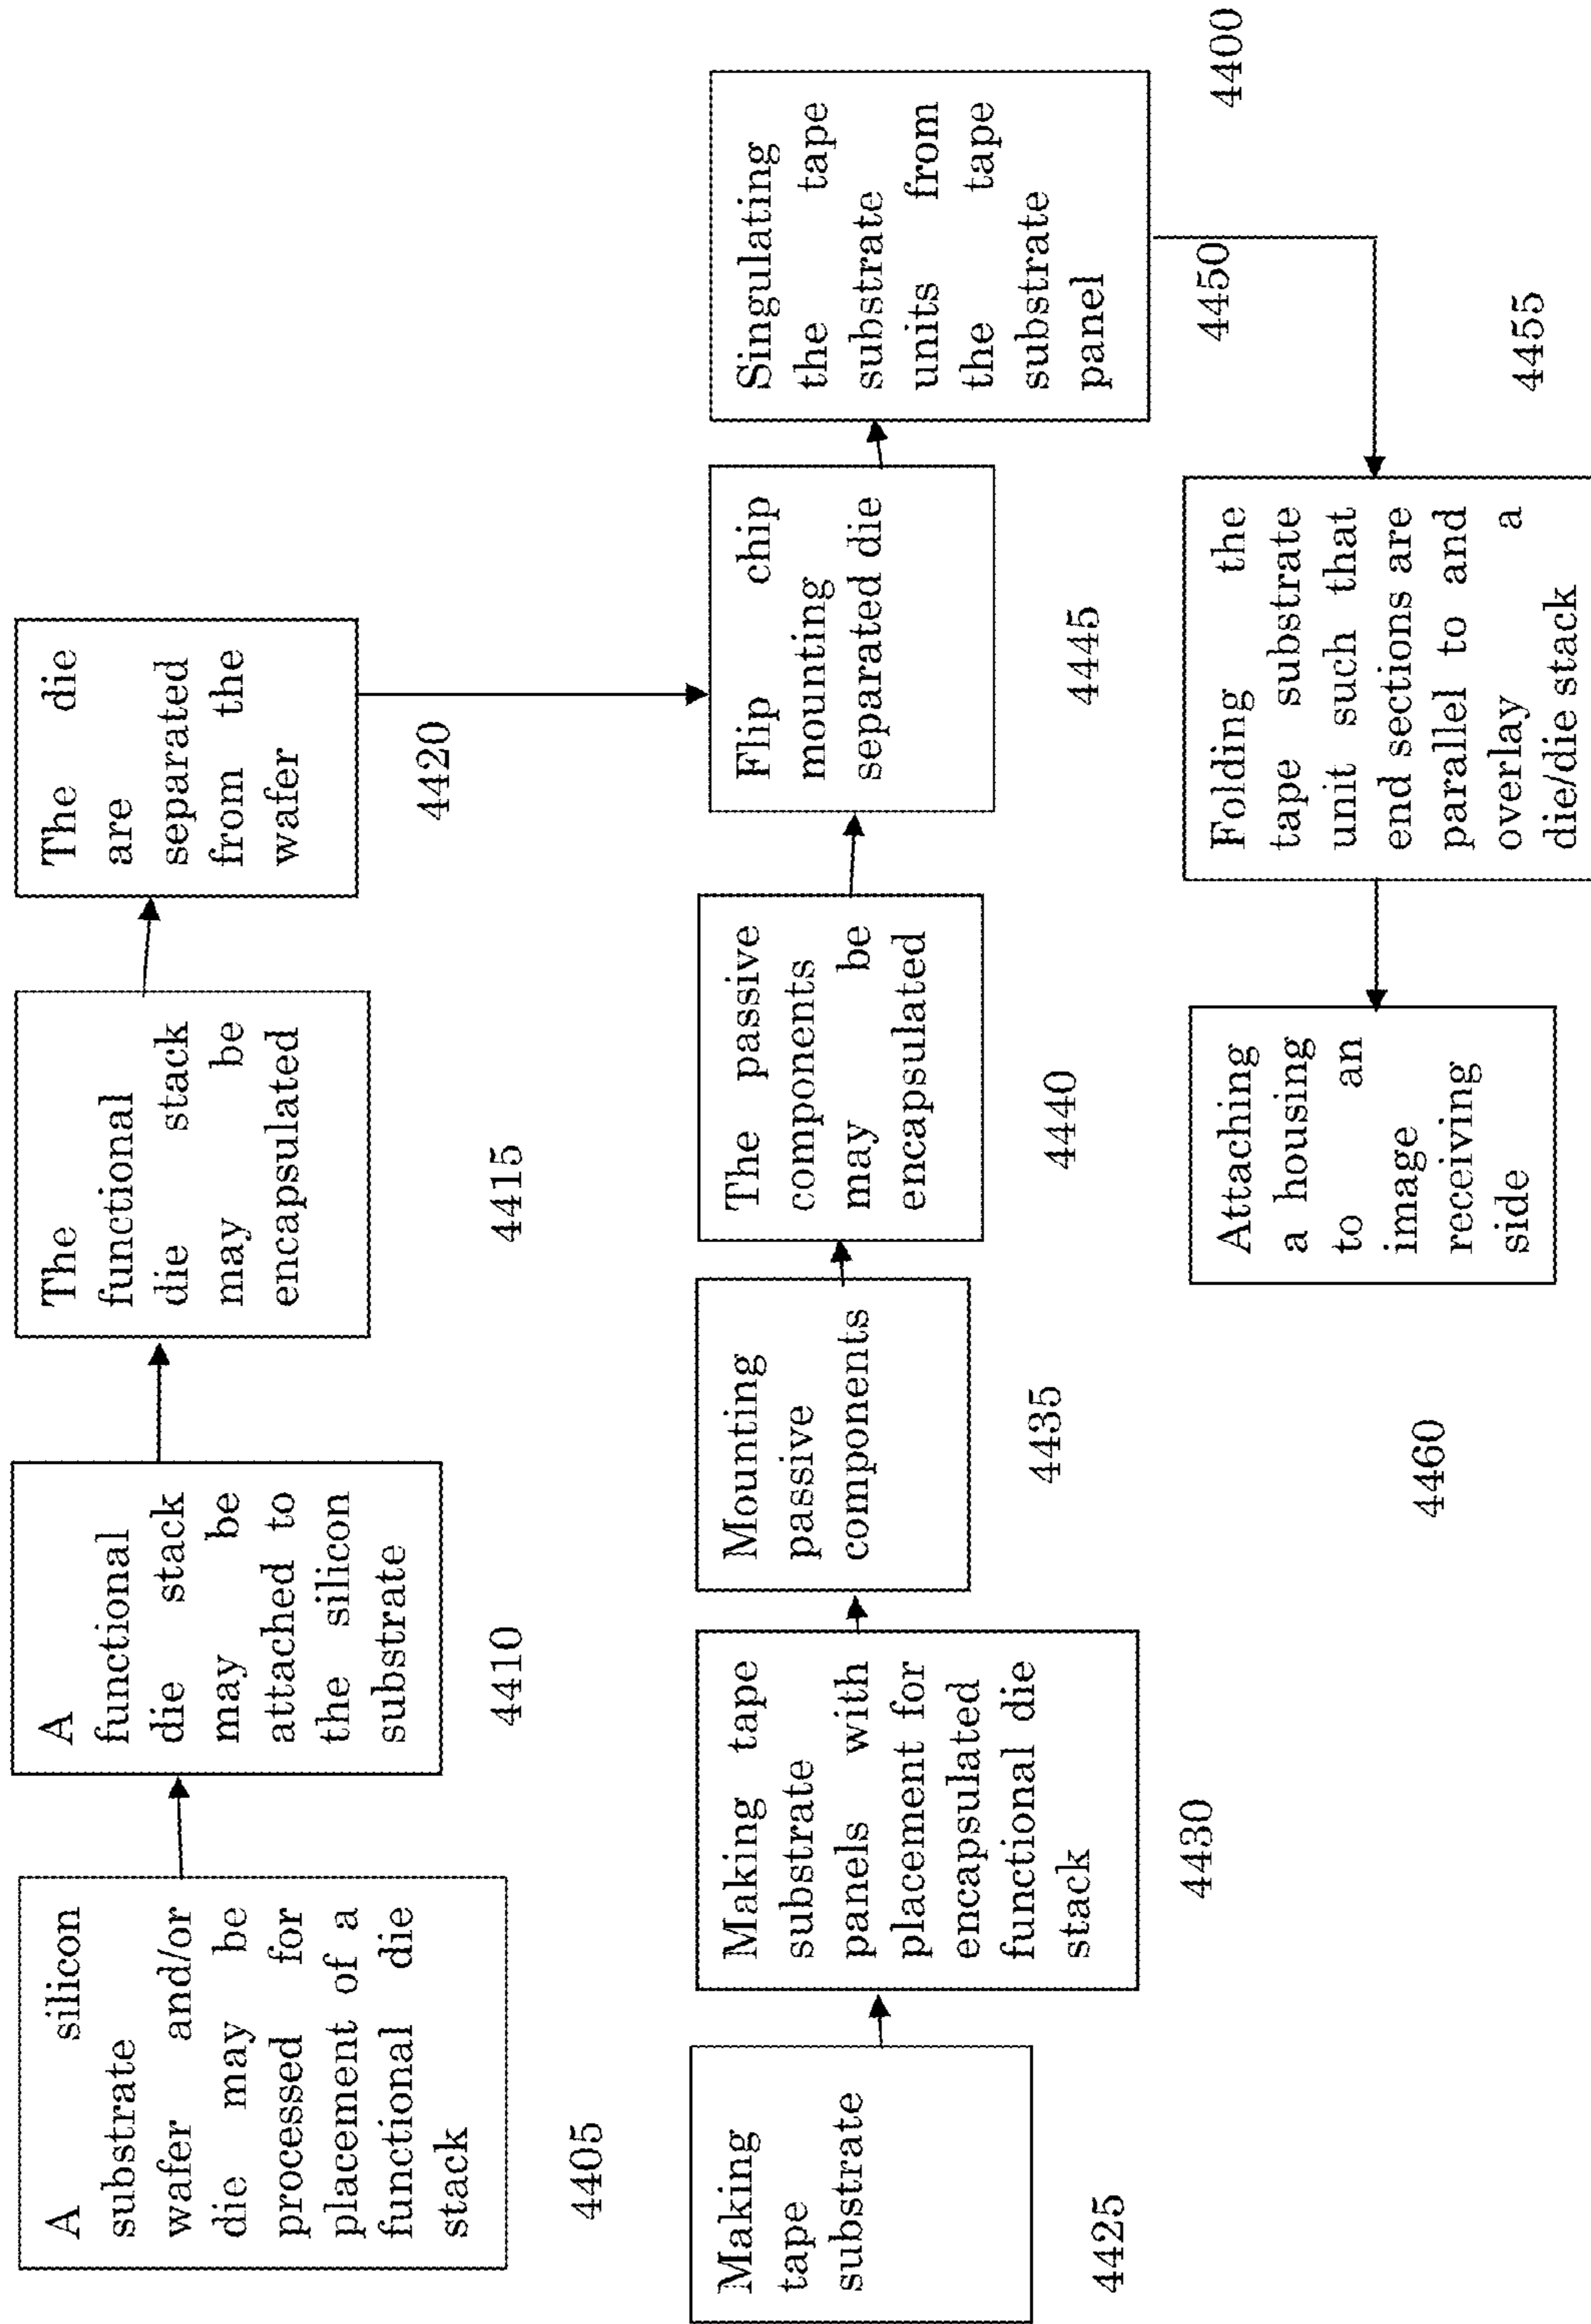 A silicon
substrate
wafer and/or
die may be
processed for
placement of a
functional die
stack
4405
A
functional
die stack
may be
attached to
the silicon
substrate
4410
The
functional
die stack
may be
encapsulated
4415
The die
are
separated
from the
wafer
4420
Making
tape
substrate
4425
Making tape
substrate
panels with
placement for
encapsulated
functional die
stack
4430
Mounting
passive
components
4435
The passive
components
may be
encapsulated
4440
Flip chip
mounting
separated die
4445
Singulating
the tape
substrate
units from
the tape
substrate
panel
4450
4400
Folding the
tape substrate
unit such that
end sections are
parallel to and
overlay a
die/die stack
4455
Attaching
a housing
to an
image
receiving
side
4460